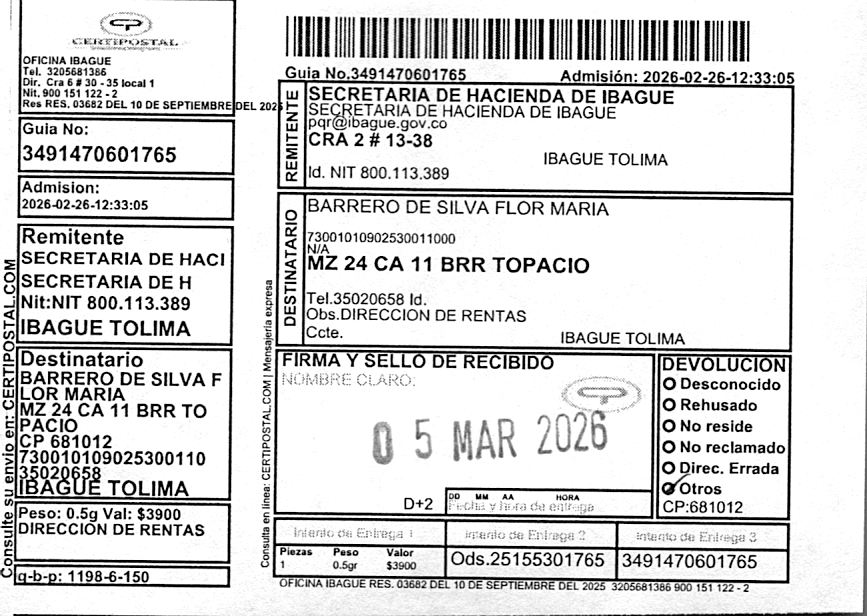 CERTIPOSTAL
OFICINA IBAGUE
Tel. 3205681386
Dir. Cra 6 # 30 - 35 local 1
Nit. 900 151 122 - 2
Res RES. 03682 DEL 10 DE SEPTIEMBRE DEL 2025
Guia No:
3491470601765
Admision:
2026-02-26-12:33:05
Remitente
SECRETARIA DE HACI
SECRETARIA DE H
Nit:NIT 800.113.389
IBAGUE TOLIMA
Destinatario
BARRERO DE SILVA F
LOR MARIA
MZ 24 CA 11 BRR TO
PACIO
CP 681012
730010109025300110
35020658
IBAGUE TOLIMA
Peso: 0.5g Val: $3900
DIRECCION DE RENTAS
q-b-p: 1198-6-150
Consulte su envio en: CERTIPOSTAL.COM
Guia No.3491470601765 Admisión: 2026-02-26-12:33:05
REMITENTE
SECRETARIA DE HACIENDA DE IBAGUE
SECRETARIA DE HACIENDA DE IBAGUE
pqr@ibague.gov.co
CRA 2 # 13-38
IBAGUE TOLIMA
Id. NIT 800.113.389
DESTINATARIO
BARRERO DE SILVA FLOR MARIA
73001010902530011000
N/A
MZ 24 CA 11 BRR TOPACIO
Tel.35020658 Id.
Obs.DIRECCION DE RENTAS
Ccte.
IBAGUE TOLIMA
Consulta en linea: CERTIPOSTAL.COM | Mensajería expresa
FIRMA Y SELLO DE RECIBIDO
NOMBRE CLARO:
05 MAR 2026
D+2
DD MM AA HORA
Fecha y hora de entrega
DEVOLUCION
Desconocido
Rehusado
No reside
No reclamado
Direc. Errada
Otros
CP:681012
Intento de Entrega 1 Intento de Entrega 2 Intento de Entrega 3
Piezas Peso Valor
1 0.5gr $3900
Ods.25155301765
3491470601765
OFICINA IBAGUE RES. 03682 DEL 10 DE SEPTIEMBRE DEL 2025 3205681386 900 151 122 - 2